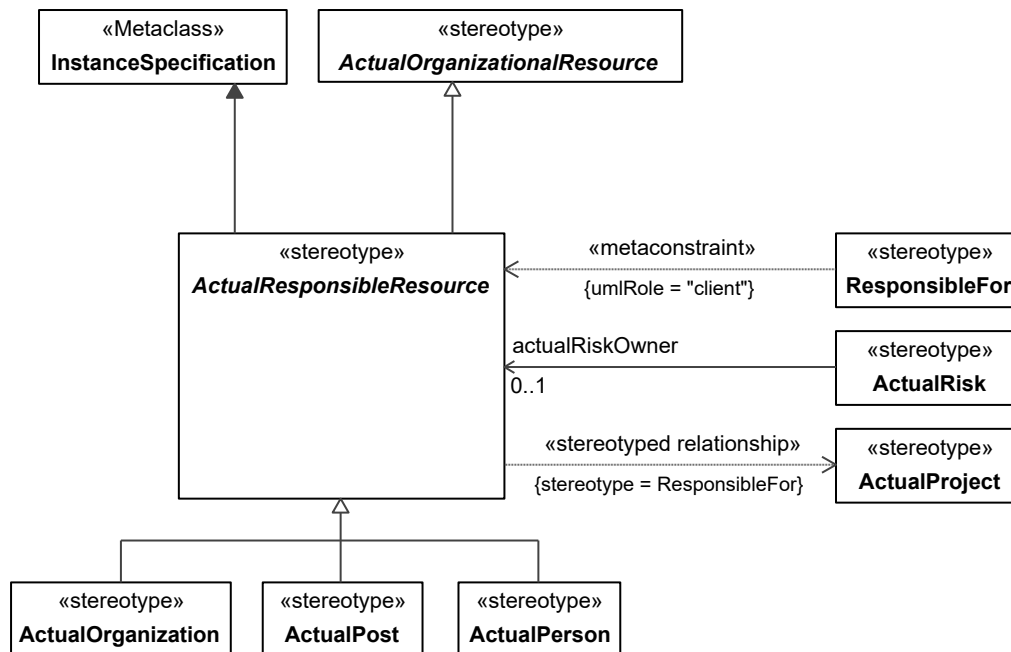 «Metaclass»
InstanceSpecification
«stereotype»
ActualOrganizationalResource
«stereotype»
ActualResponsibleResource
«metaconstraint»
{umlRole = "client"}
«stereotype»
ResponsibleFor
actualRiskOwner
0..1
«stereotype»
ActualRisk
«stereotyped relationship»
{stereotype = ResponsibleFor}
«stereotype»
ActualProject
«stereotype»
ActualOrganization
«stereotype»
ActualPost
«stereotype»
ActualPerson